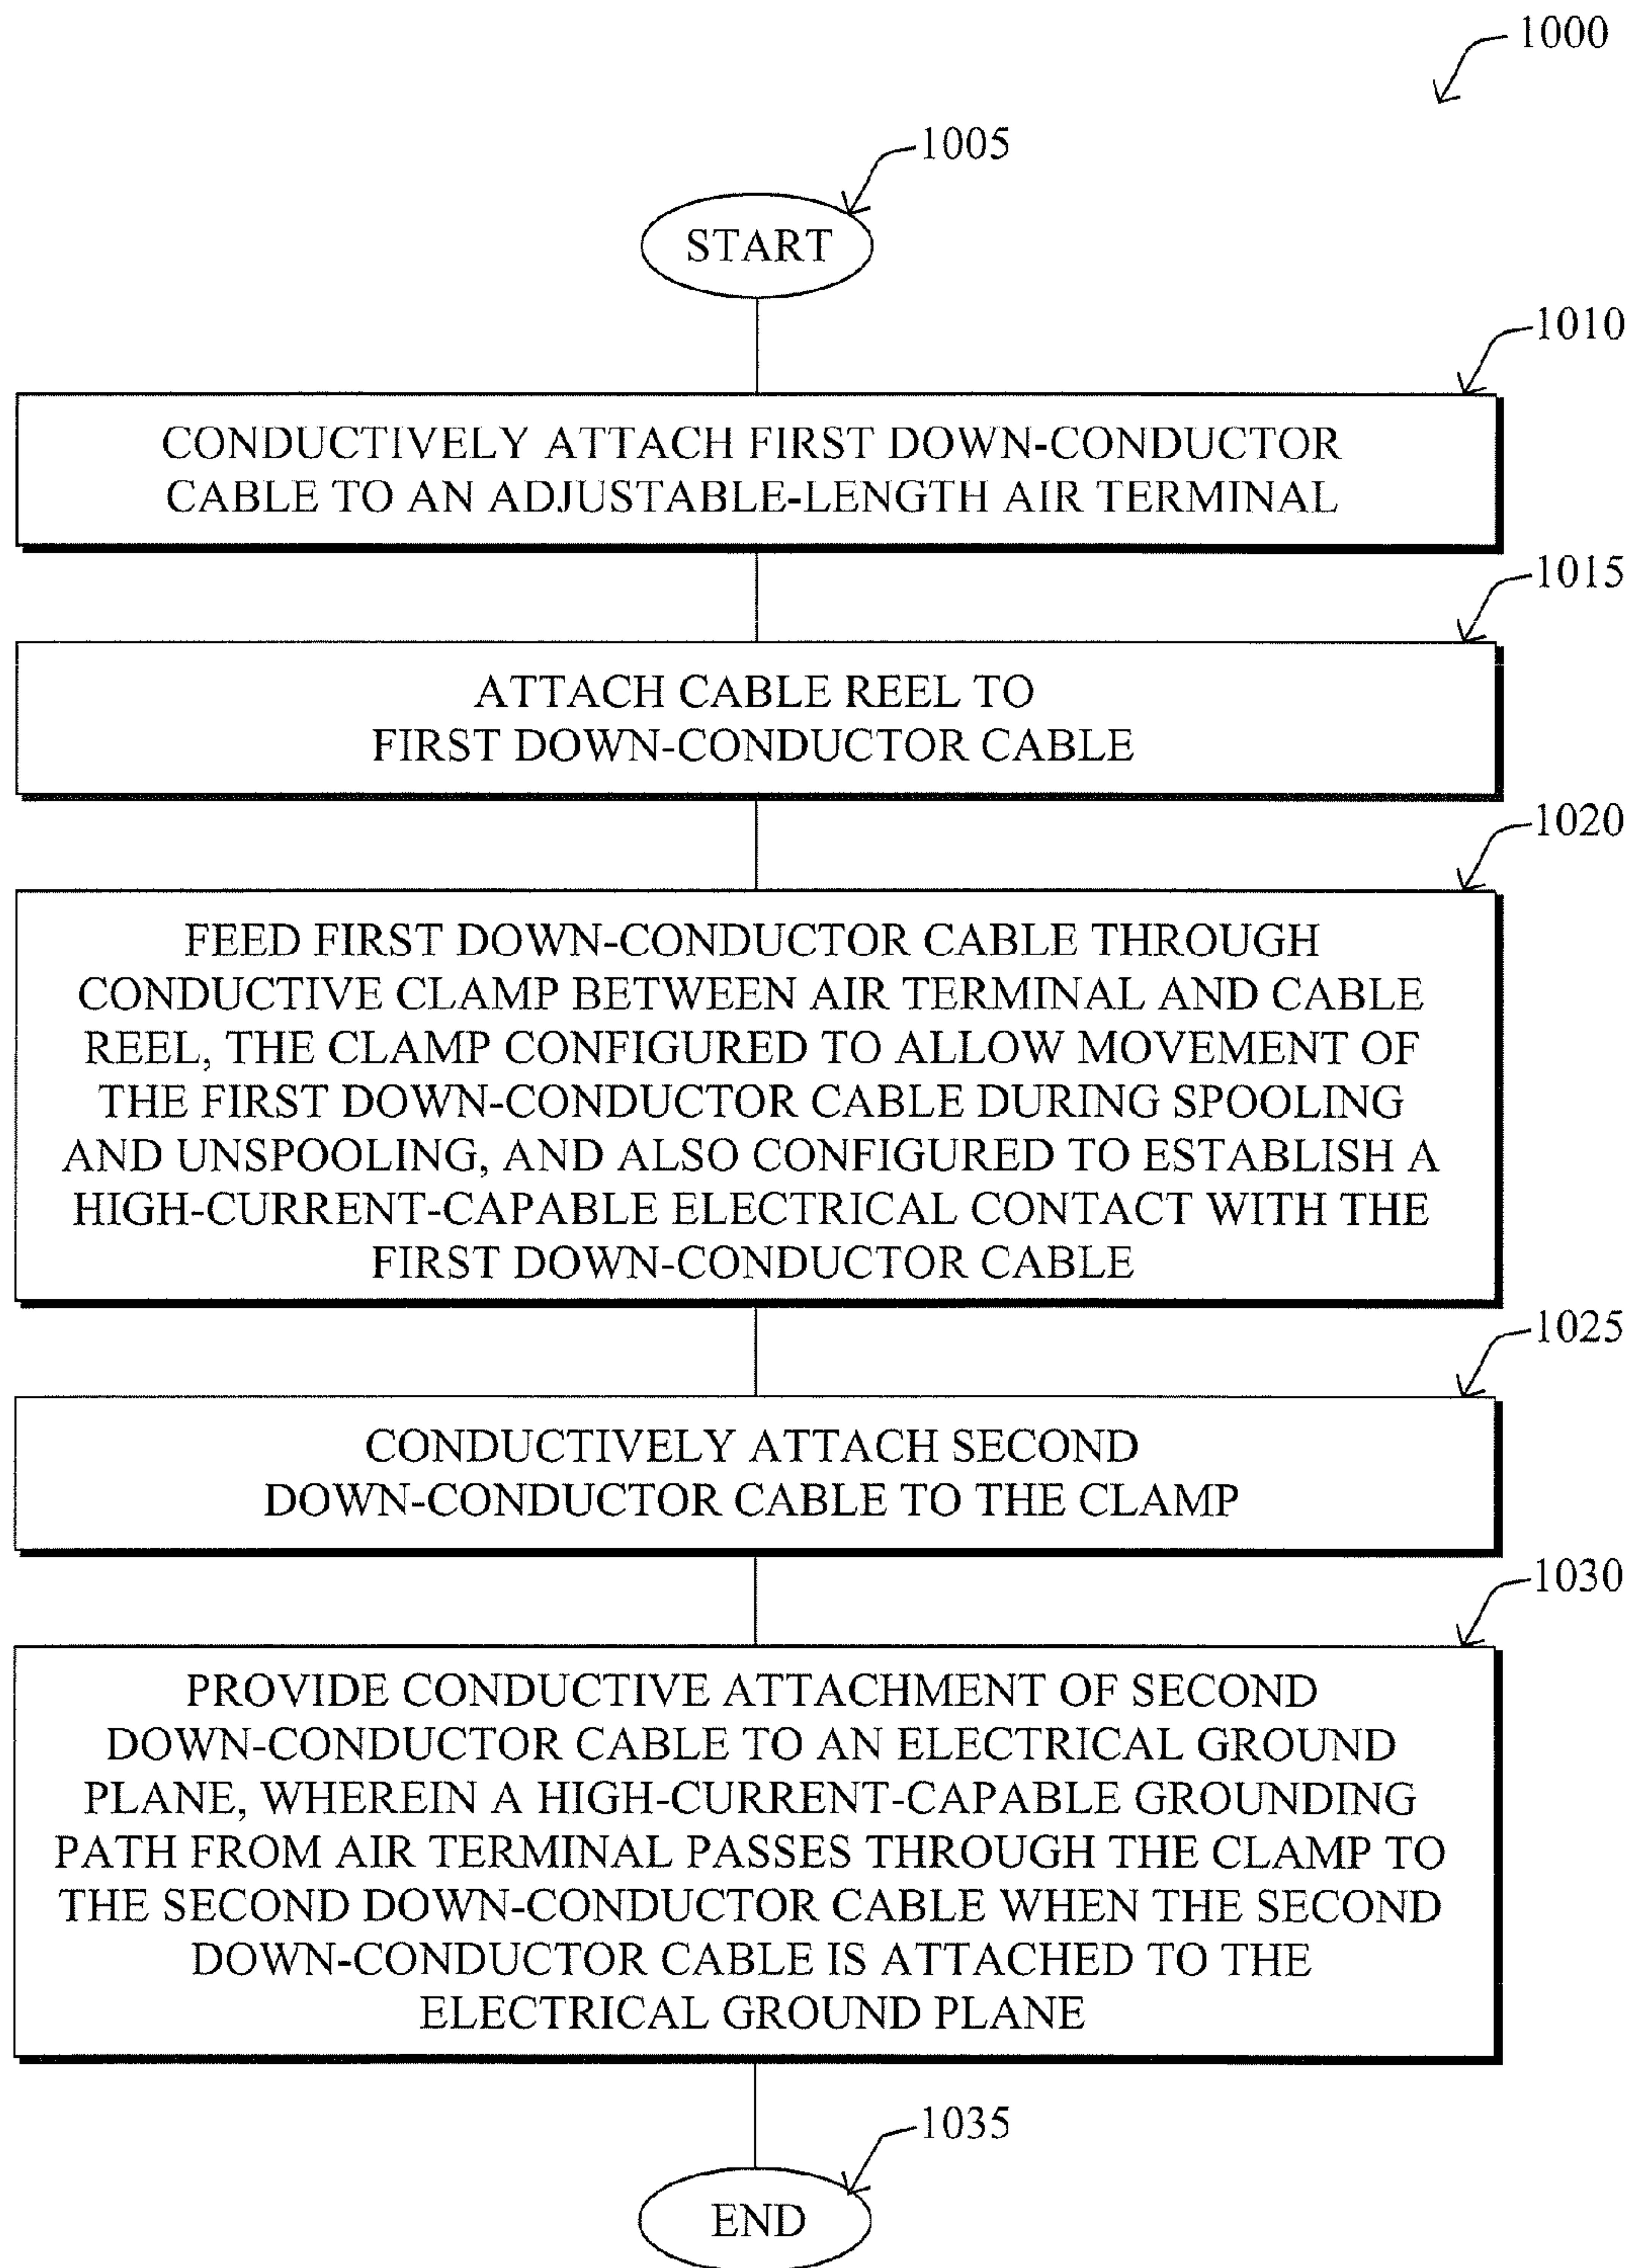 1000
1005
START
1010
CONDUCTIVELY ATTACH FIRST DOWN-CONDUCTOR
CABLE TO AN ADJUSTABLE-LENGTH AIR TERMINAL
1015
ATTACH CABLE REEL TO
FIRST DOWN-CONDUCTOR CABLE
1020
FEED FIRST DOWN-CONDUCTOR CABLE THROUGH
CONDUCTIVE CLAMP BETWEEN AIR TERMINAL AND CABLE
REEL, THE CLAMP CONFIGURED TO ALLOW MOVEMENT OF
THE FIRST DOWN-CONDUCTOR CABLE DURING SPOOLING
AND UNSPOOLING, AND ALSO CONFIGURED TO ESTABLISH A
HIGH-CURRENT-CAPABLE ELECTRICAL CONTACT WITH THE
FIRST DOWN-CONDUCTOR CABLE
1025
CONDUCTIVELY ATTACH SECOND
DOWN-CONDUCTOR CABLE TO THE CLAMP
1030
PROVIDE CONDUCTIVE ATTACHMENT OF SECOND
DOWN-CONDUCTOR CABLE TO AN ELECTRICAL GROUND
PLANE, WHEREIN A HIGH-CURRENT-CAPABLE GROUNDING
PATH FROM AIR TERMINAL PASSES THROUGH THE CLAMP TO
THE SECOND DOWN-CONDUCTOR CABLE WHEN THE SECOND
DOWN-CONDUCTOR CABLE IS ATTACHED TO THE
ELECTRICAL GROUND PLANE
1035
END